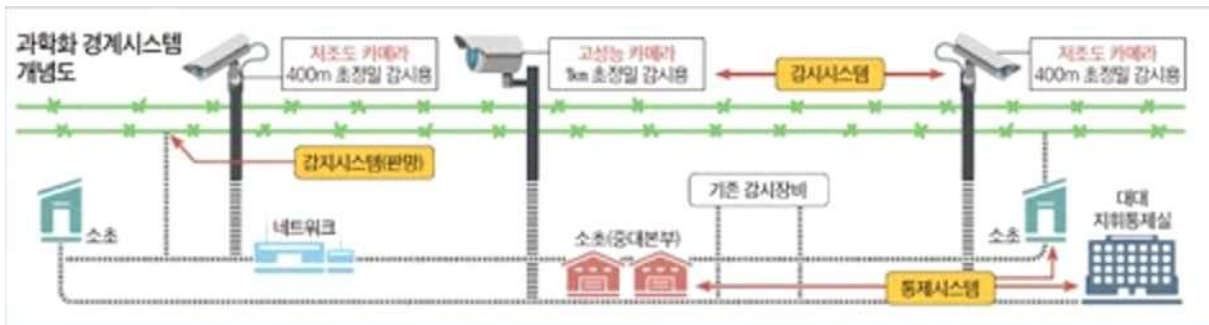 과학화 경계시스템
개념도
저조도 카메라
400m 초정밀 감시용
고성능 카메라
1km 초정밀 감시용
감시시스템
저조도 카메라
400m 초정밀 감시용
감지시스템(판망)
기존 감시장비
소초
네트워크
소초(중대본부)
소초
대대
지휘통제실
통제시스템